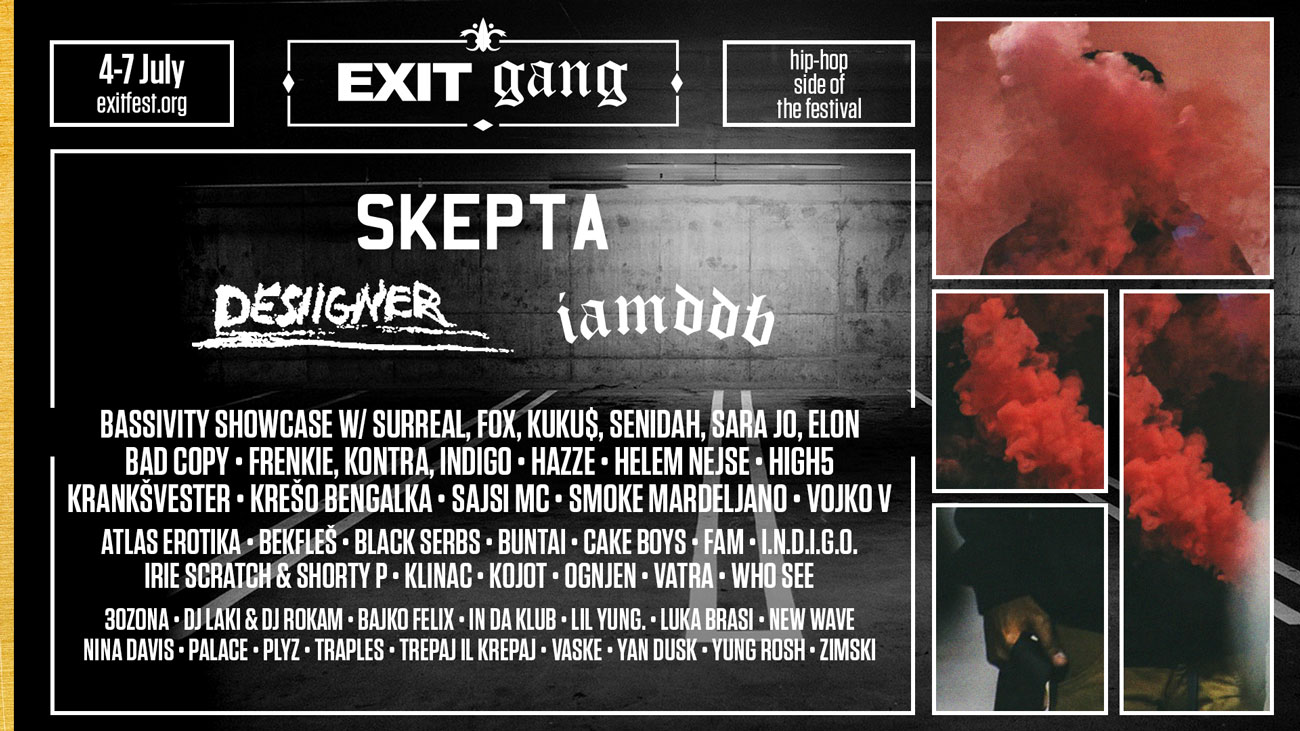 4-7 July
exitfest.org
EXIT gang
hip-hop
side of
the festival
SKEPTA
DESIIGNER
iamddb
BASSIVITY SHOWCASE W/ SURREAL, FOX, KUKU$, SENIDAH, SARA JO, ELON
BAD COPY • FRENKIE, KONTRA, INDIGO • HAZZE • HELEM NEJSE • HIGH5
KRANKŠVESTER • KREŠO BENGALKA • SAJSI MC • SMOKE MARDELJANO • VOJKO V
ATLAS EROTIKA • BEKFLEŠ • BLACK SERBS • BUNTAI • CAKE BOYS • FAM • I.N.D.I.G.O.
IRIE SCRATCH & SHORTY P • KLINAC • KOJOT • OGNJEN • VATRA • WHO SEE
30ZONA • DJ LAKI & DJ ROKAM • BAJKO FELIX • IN DA KLUB • LIL YUNG. • LUKA BRASI • NEW WAVE
NINA DAVIS • PALACE • PLYZ • TRAPLES • TREPAJ IL KREPAJ • VASKE • YAN DUSK • YUNG ROSH • ZIMSKI